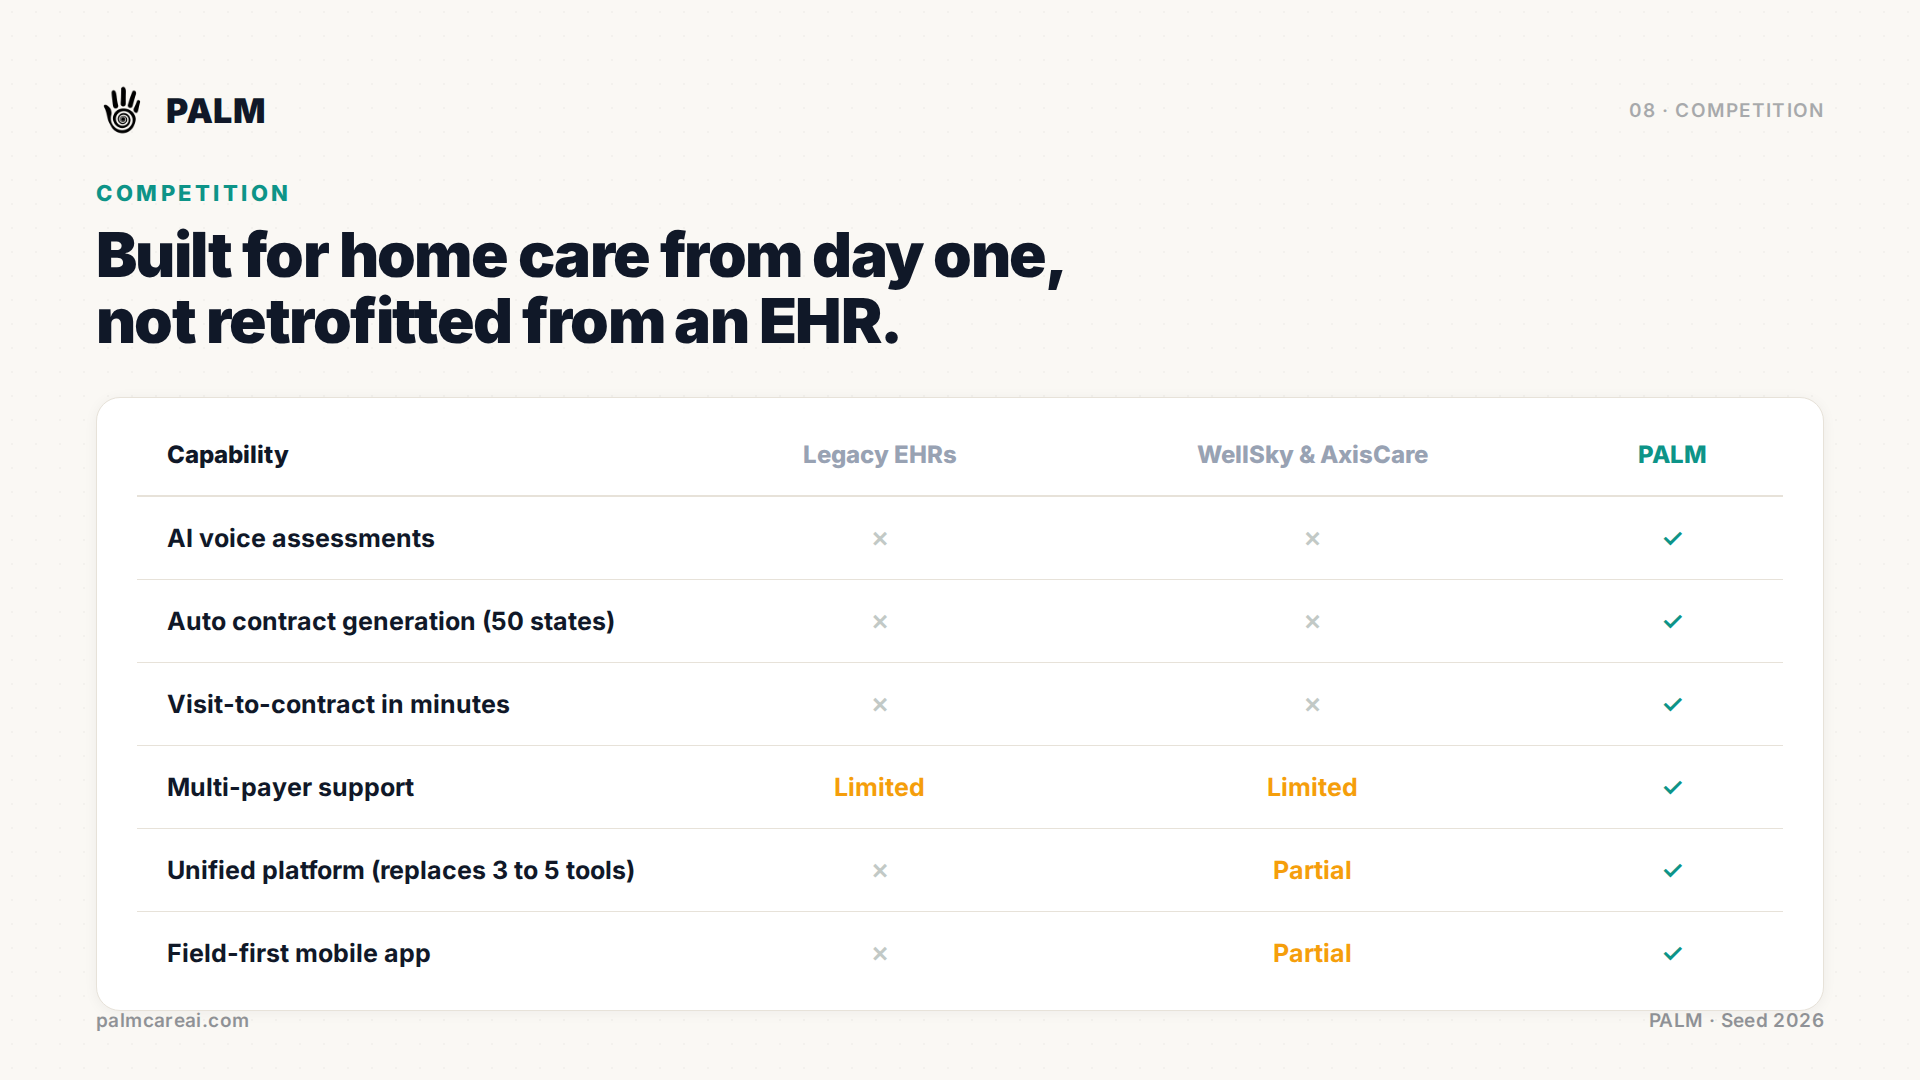 PALM
08 · COMPETITION
COMPETITION
Built for home care from day one,
not retrofitted from an EHR.
Capability Legacy EHRs WellSky & AxisCare PALM
AI voice assessments × × ✓
Auto contract generation (50 states) × × ✓
Visit-to-contract in minutes × × ✓
Multi-payer support Limited Limited ✓
Unified platform (replaces 3 to 5 tools) × Partial ✓
Field-first mobile app × Partial ✓
palmcareai.com
PALM · Seed 2026